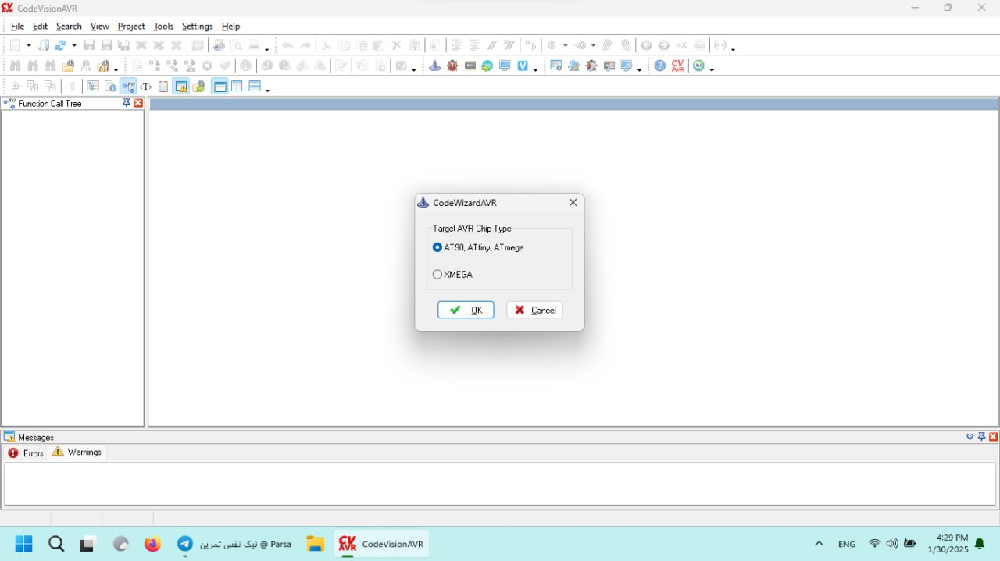 CodeVisionAVR
File Edit Search View Project Tools Settings Help
Function Call Tree
CodeWizardAVR
Target AVR Chip Type
AT90, ATtiny, ATmega
XMEGA
OK Cancel
Messages
Errors Warnings
نیک نفس تمرین @ Parsa
CodeVisionAVR
ENG
4:29 PM
1/30/2025